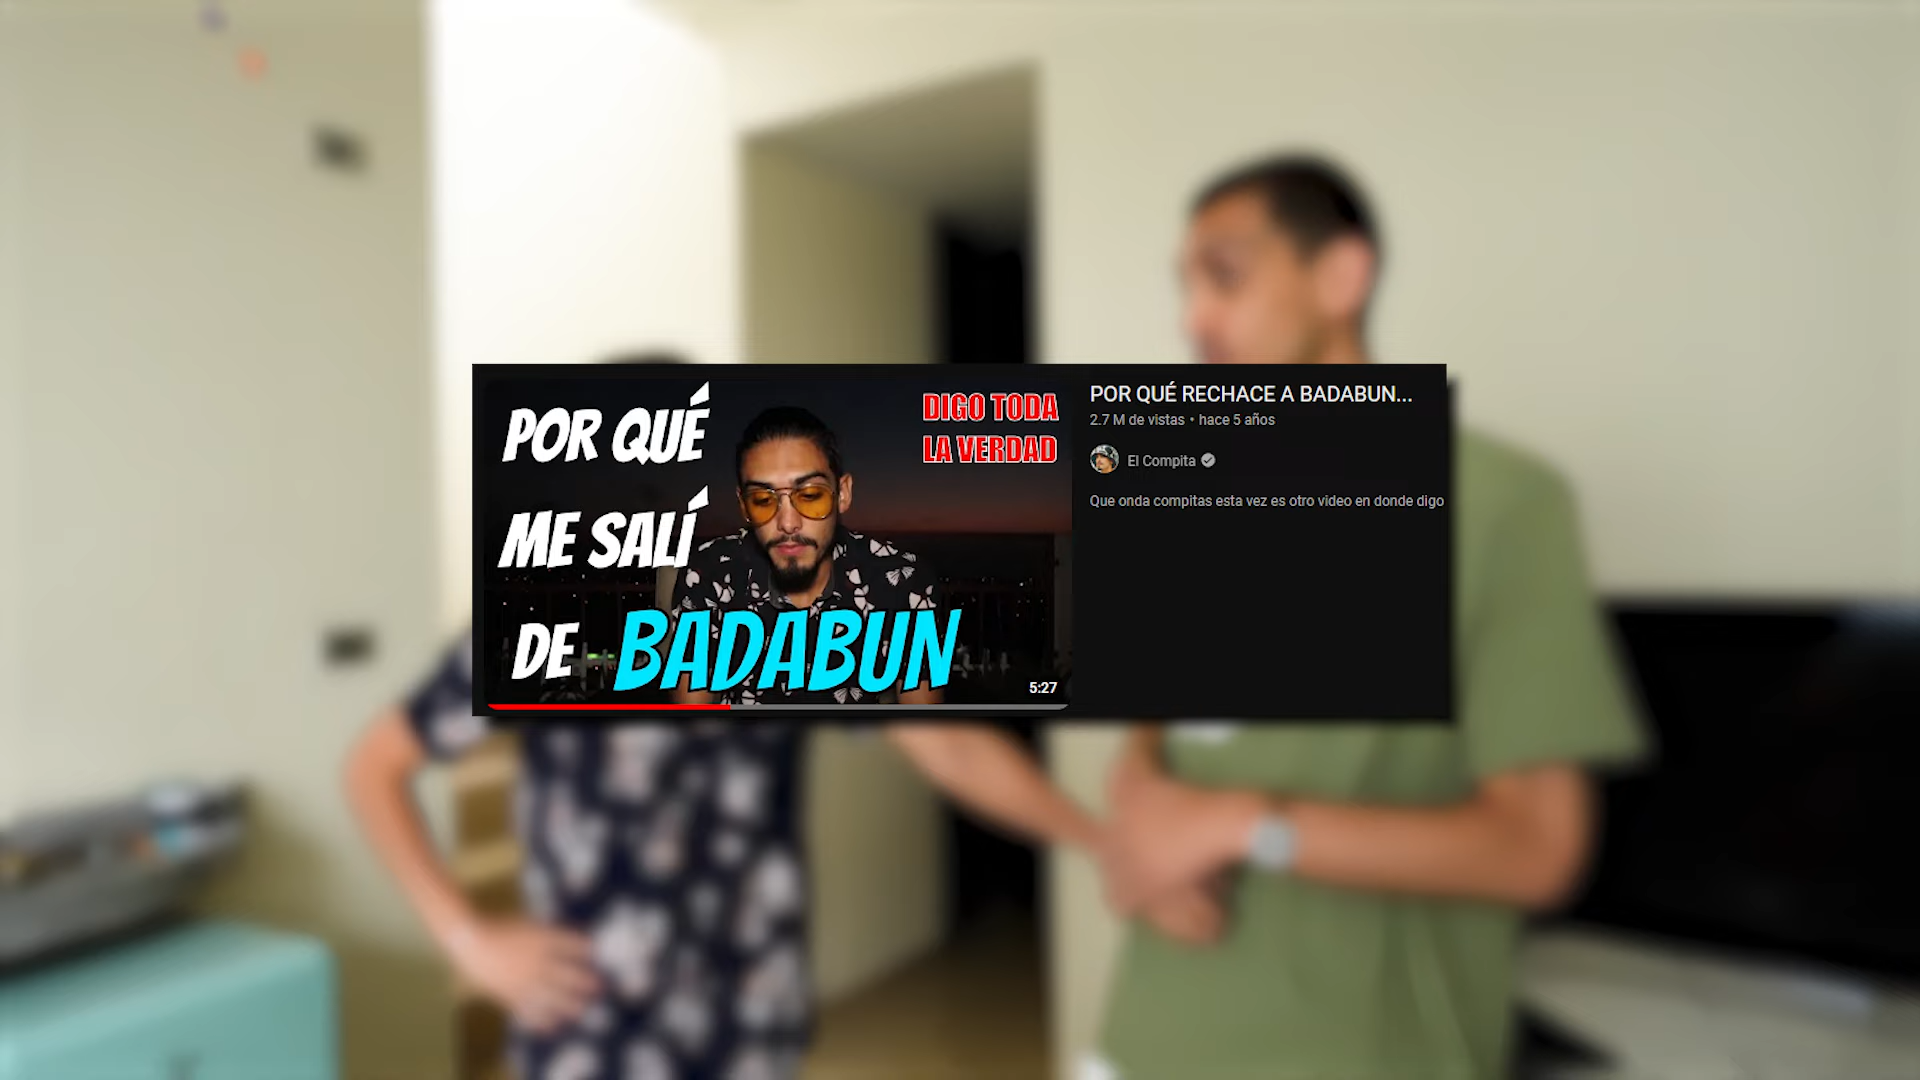 POR QUÉ
ME SALÍ
DE BADABUN
DIGO TODA
LA VERDAD
5:27
POR QUÉ RECHACE A BADABUN...
2.7 M de vistas • hace 5 años
El Compita
Que onda compitas esta vez es otro video en donde digo